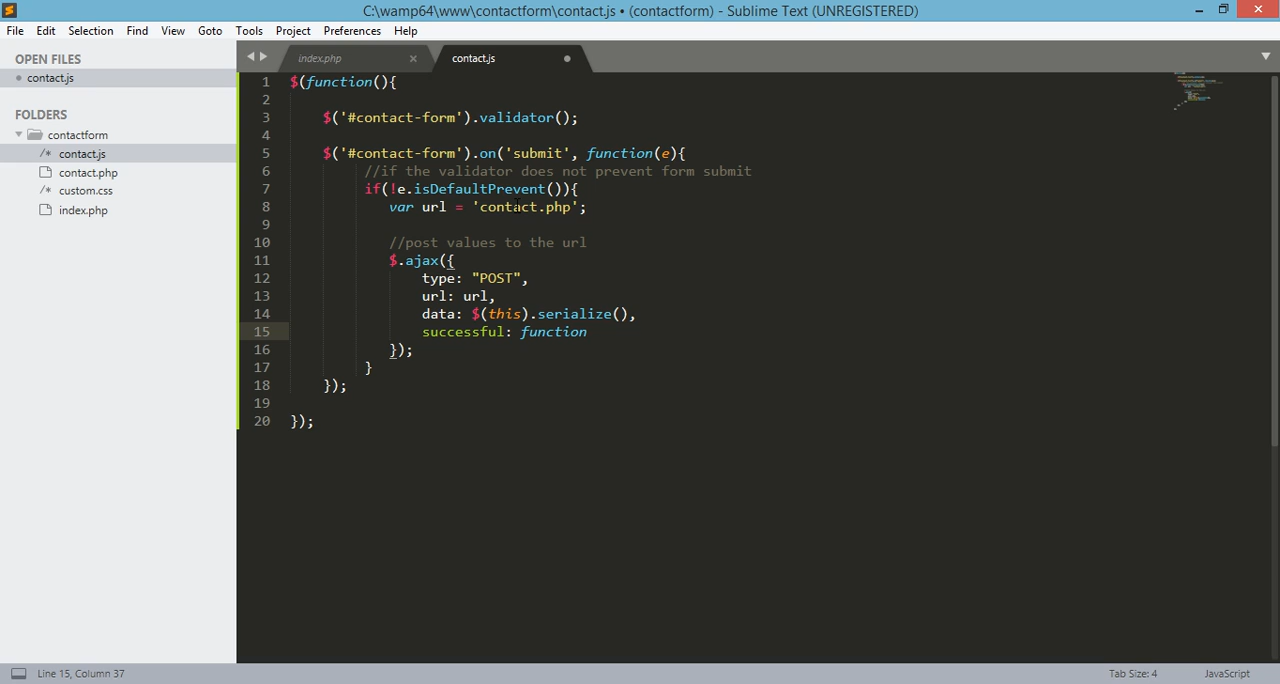 C:\wamp64\www\contactform\contact.js • (contactform) - Sublime Text (UNREGISTERED)
File Edit Selection Find View Goto Tools Project Preferences Help
OPEN FILES
contact.js
FOLDERS
contactform
/* contact.js
contact.php
/* custom.css
index.php
index.php contact.js
1 $(function(){
2
3 $('#contact-form').validator();
4
5 $('#contact-form').on('submit', function(e){
6 //if the validator does not prevent form submit
7 if(!e.isDefaultPrevent()){
8 var url = 'contact.php';
9
10 //post values to the url
11 $.ajax({
12 type: "POST",
13 url: url,
14 data: $(this).serialize(),
15 successful: function
16 });
17 }
18 });
19
20 });
Line 15, Column 37 Tab Size: 4 JavaScript